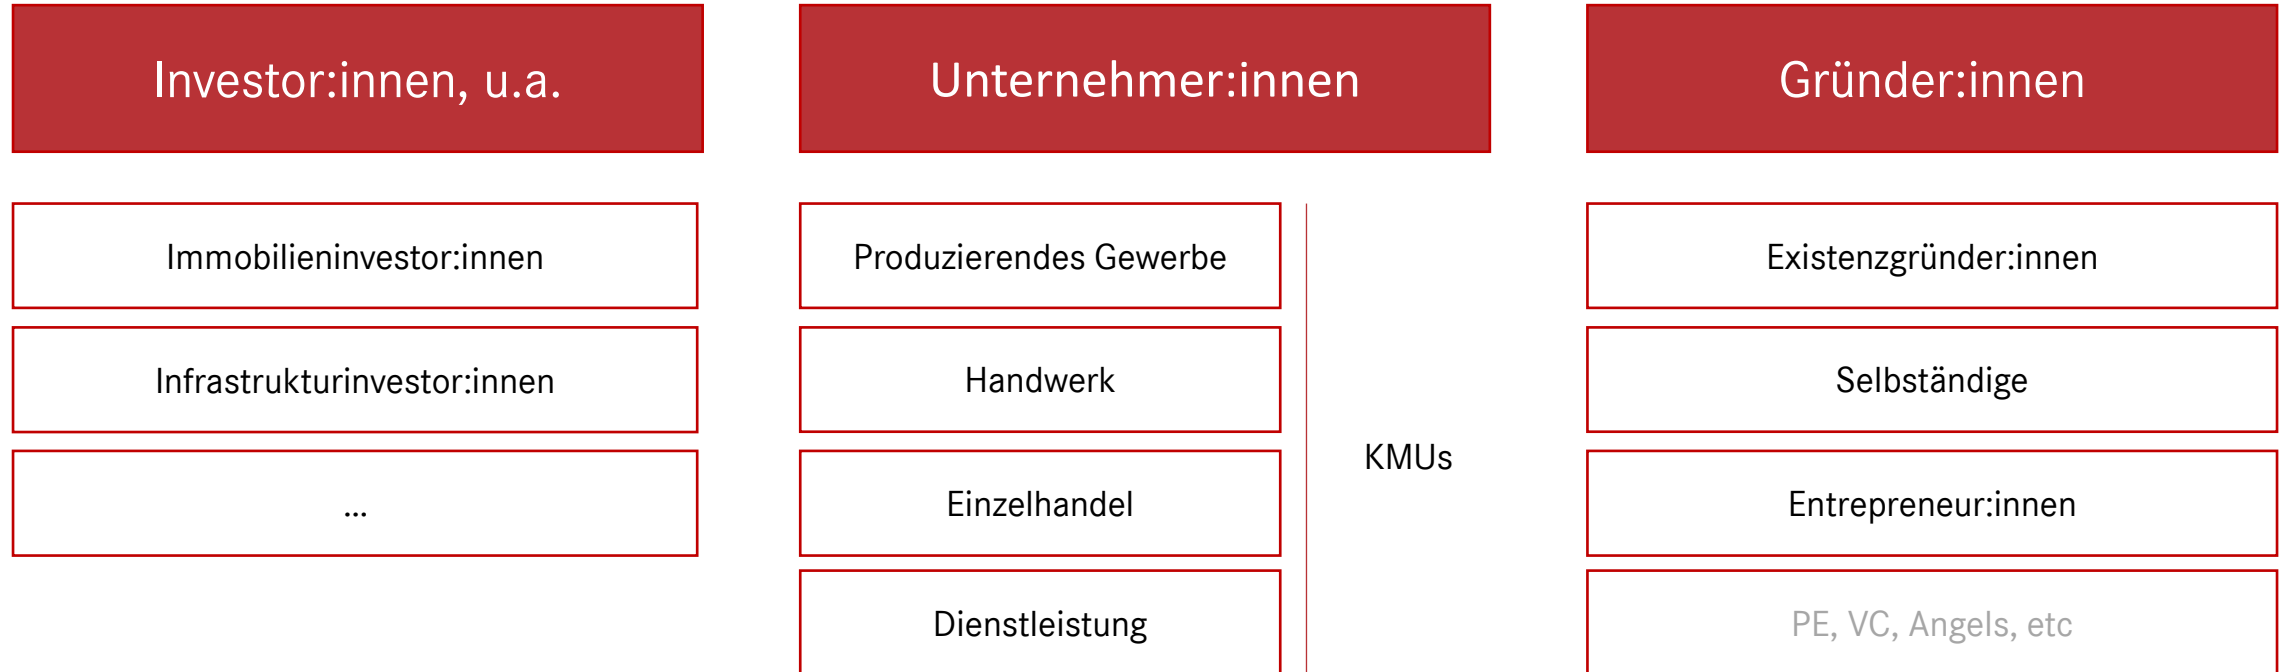 Investor:innen, u.a.
Immobilieninvestor:innen
Infrastrukturinvestor:innen
...
Unternehmer:innen
Produzierendes Gewerbe
Handwerk
Einzelhandel
Dienstleistung
KMUs
Gründer:innen
Existenzgründer:innen
Selbständige
Entrepreneur:innen
PE, VC, Angels, etc